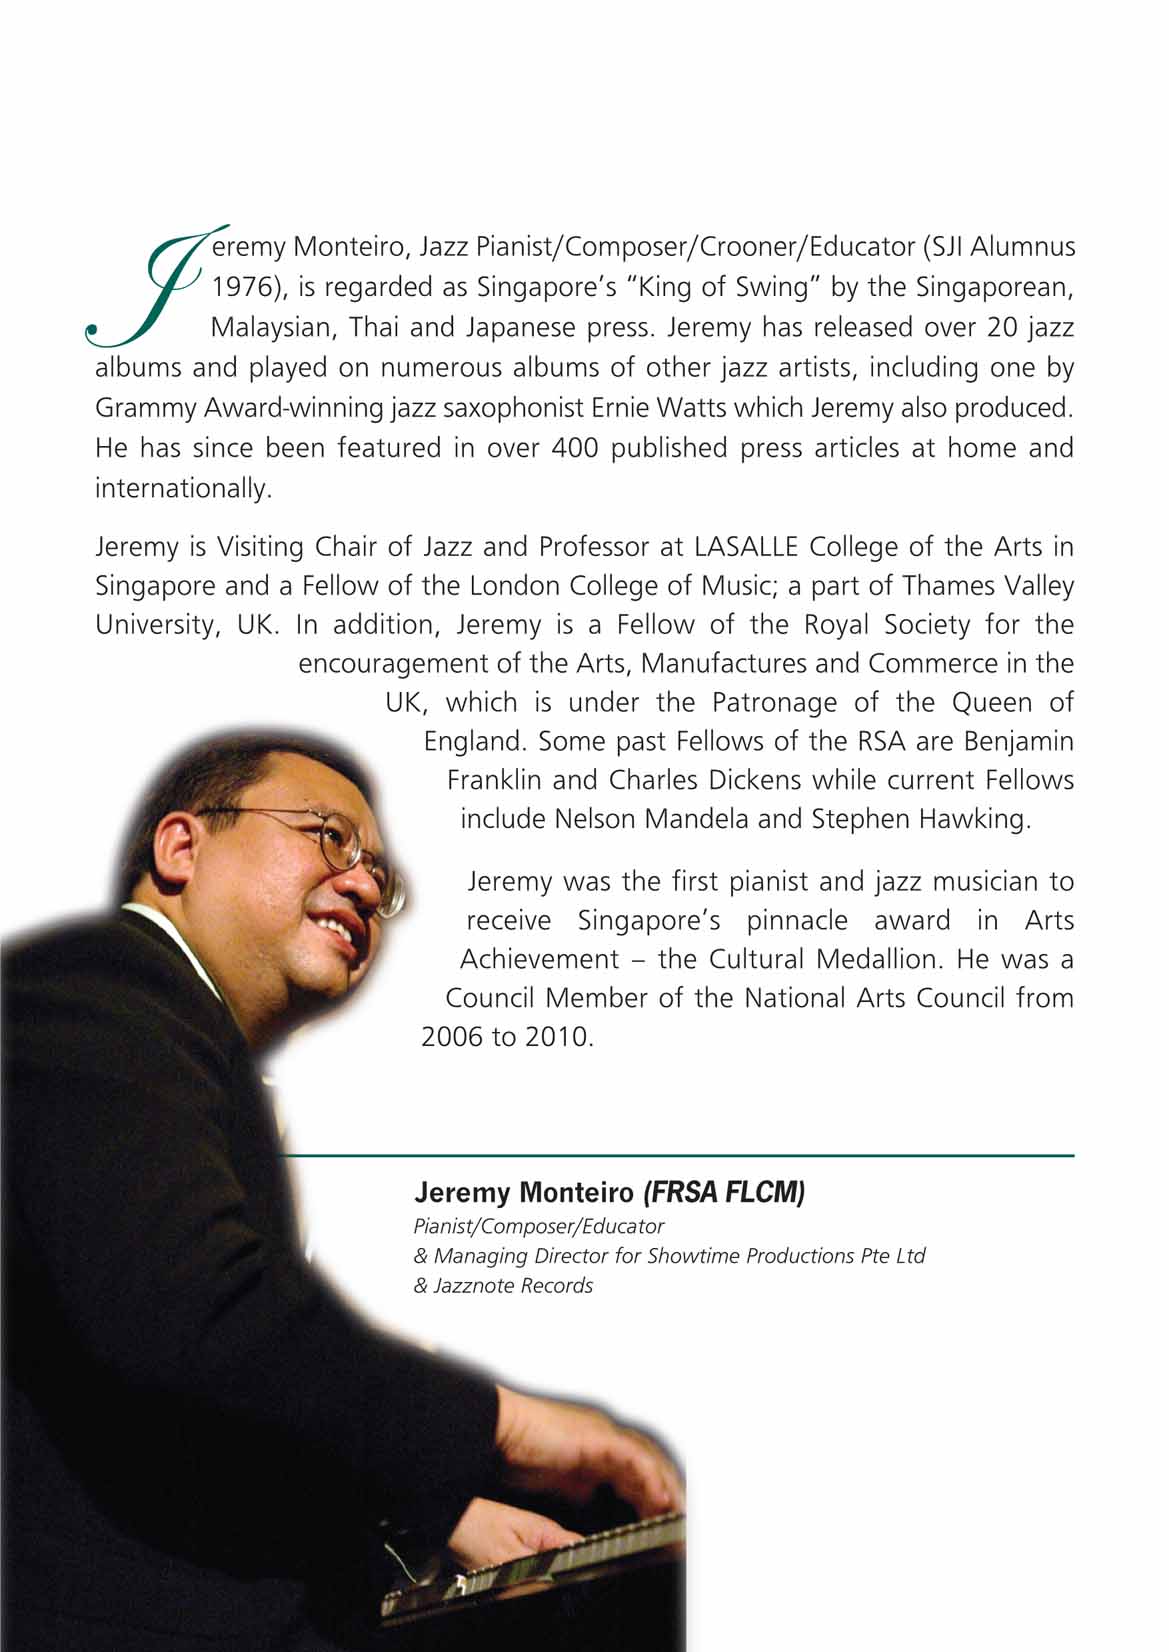 Jeremy Monteiro, Jazz Pianist/Composer/Crooner/Educator (SJI Alumnus
1976), is regarded as Singapore’s “King of Swing” by the Singaporean,
Malaysian, Thai and Japanese press. Jeremy has released over 20 jazz
albums and played on numerous albums of other jazz artists, including one by
Grammy Award-winning jazz saxophonist Ernie Watts which Jeremy also produced.
He has since been featured in over 400 published press articles at home and
internationally.
Jeremy is Visiting Chair of Jazz and Professor at LASALLE College of the Arts in
Singapore and a Fellow of the London College of Music; a part of Thames Valley
University, UK. In addition, Jeremy is a Fellow of the Royal Society for the
encouragement of the Arts, Manufactures and Commerce in the
UK, which is under the Patronage of the Queen of
England. Some past Fellows of the RSA are Benjamin
Franklin and Charles Dickens while current Fellows
include Nelson Mandela and Stephen Hawking.
Jeremy was the first pianist and jazz musician to
receive Singapore’s pinnacle award in Arts
Achievement – the Cultural Medallion. He was a
Council Member of the National Arts Council from
2006 to 2010.
Jeremy Monteiro (FRSA FLCM)
Pianist/Composer/Educator
& Managing Director for Showtime Productions Pte Ltd
& Jazznote Records